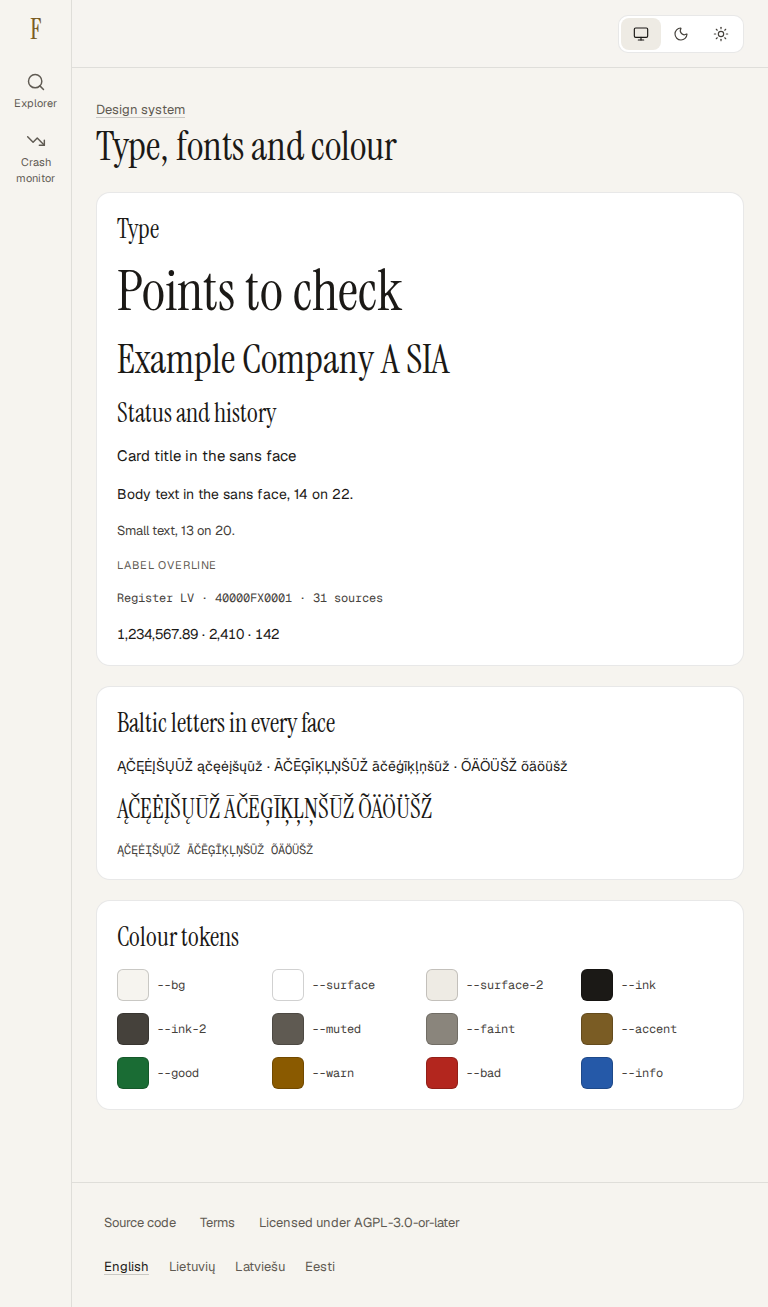 F
Explorer
Crash
monitor
Design system
Type, fonts and colour
Type
Points to check
Example Company A SIA
Status and history
Card title in the sans face
Body text in the sans face, 14 on 22.
Small text, 13 on 20.
LABEL OVERLINE
Register LV · 40000FX0001 · 31 sources
1,234,567.89 · 2,410 · 142
Baltic letters in every face
ĄČĘĖĮŠŲŪŽ ąčęėįšųūž · ĀČĒĢĪĶĻŅŠŪŽ āčēģīķļņšūž · ÕÄÖÜŠŽ õäöüšž
ĄČĘĖĮŠŲŪŽ ĀČĒĢĪĶĻŅŠŪŽ ÕÄÖÜŠŽ
ĄČĘĖĮŠŲŪŽ ĀČĒĢĪĶĻŅŠŪŽ ÕÄÖÜŠŽ
Colour tokens
--bg --surface --surface-2 --ink
--ink-2 --muted --faint --accent
--good --warn --bad --info
Source code Terms Licensed under AGPL-3.0-or-later
English Lietuvių Latviešu Eesti